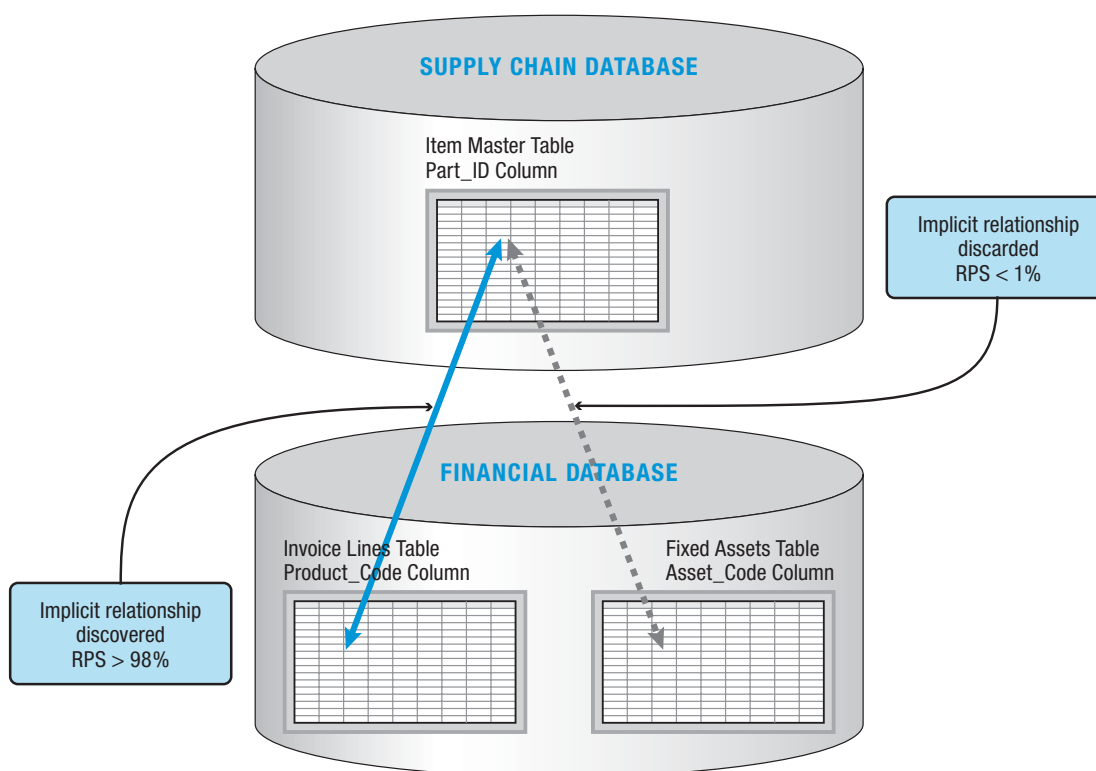 SUPPLY CHAIN DATABASE
Item Master Table
Part_ID Column
Implicit relationship
discarded
RPS < 1%
FINANCIAL DATABASE
Invoice Lines Table
Product_Code Column
Fixed Assets Table
Asset_Code Column
Implicit relationship
discovered
RPS > 98%